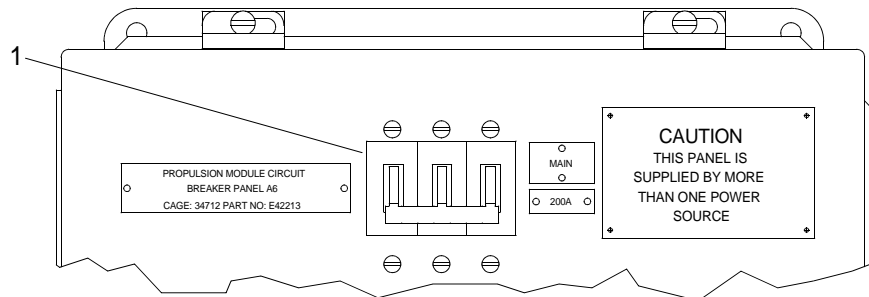 1
PROPULSION MODULE CIRCUIT
BREAKER PANEL A6
CAGE: 34712 PART NO: E42213
MAIN
200A
CAUTION
THIS PANEL IS
SUPPLIED BY MORE
THAN ONE POWER
SOURCE